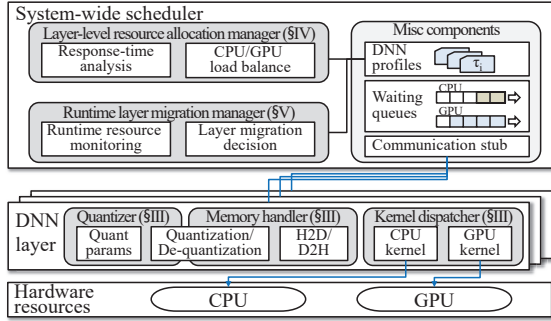 System-wide scheduler
Layer-level resource allocation manager (§IV)
Response-time
analysis
CPU/GPU
load balance
Runtime layer migration manager (§V)
Runtime resource
monitoring
Layer migration
decision
Misc components
DNN
profiles
τi
Waiting
queues
CPU
GPU
Communication stub
DNN
layer
Quantizer (§III)
Quant
params
Memory handler (§III)
Quantization/
De-quantization
H2D/
D2H
Kernel dispatcher (§III)
CPU
kernel
GPU
kernel
Hardware
resources
CPU
GPU